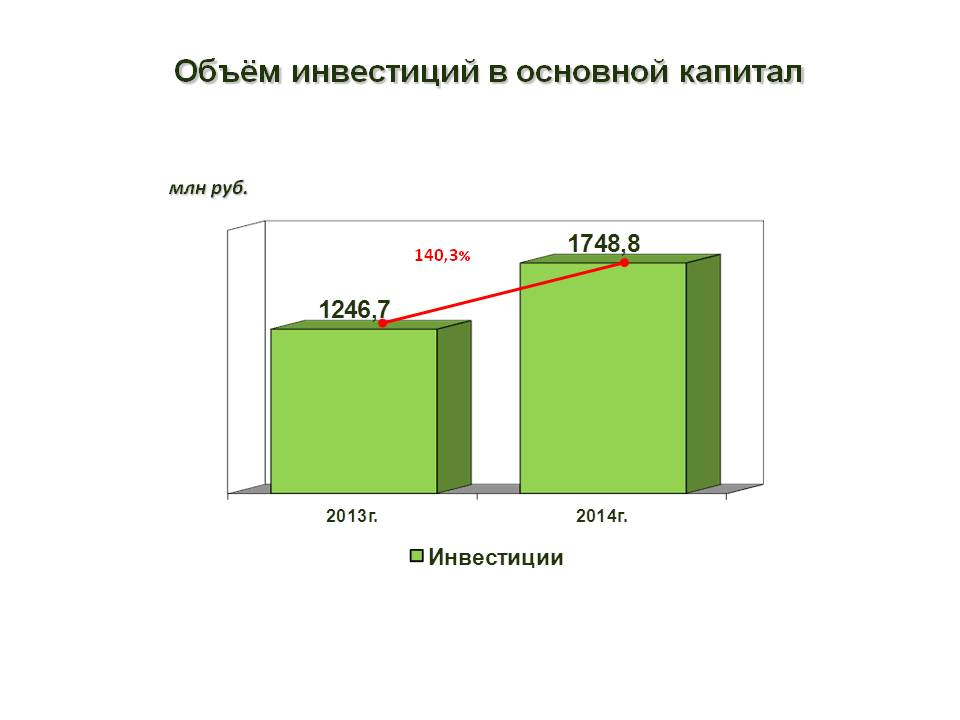 Объём инвестиций в основной капитал
млн руб.
1748,8
140,3%
1246,7
2013г.
2014г.
Инвестиции